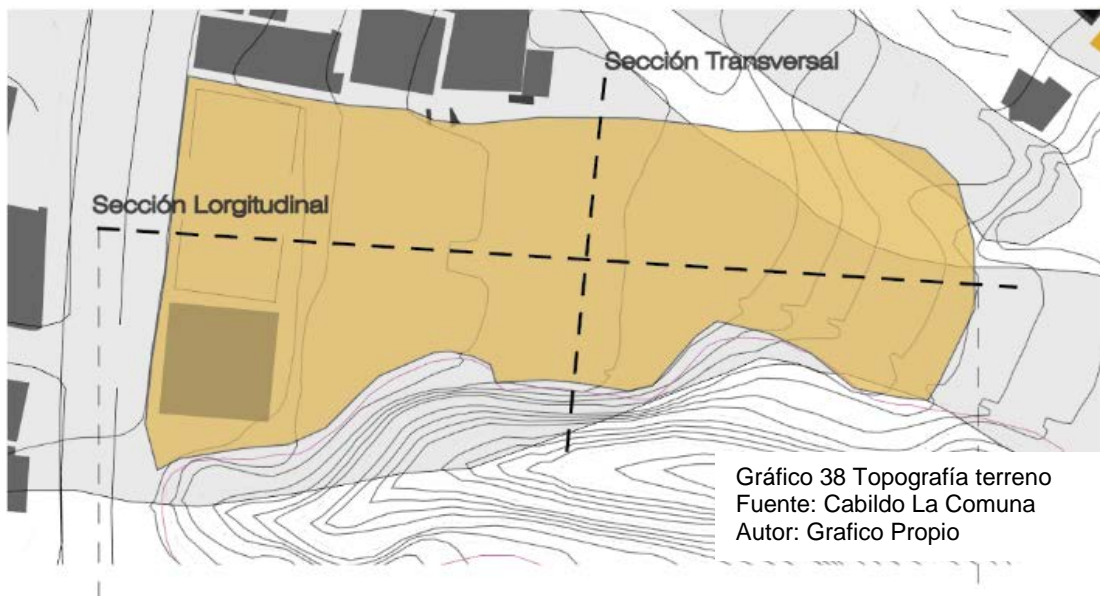 Sección Transversal
Sección Lorgitudinal
Gráfico 38 Topografía terreno
Fuente: Cabildo La Comuna
Autor: Grafico Propio